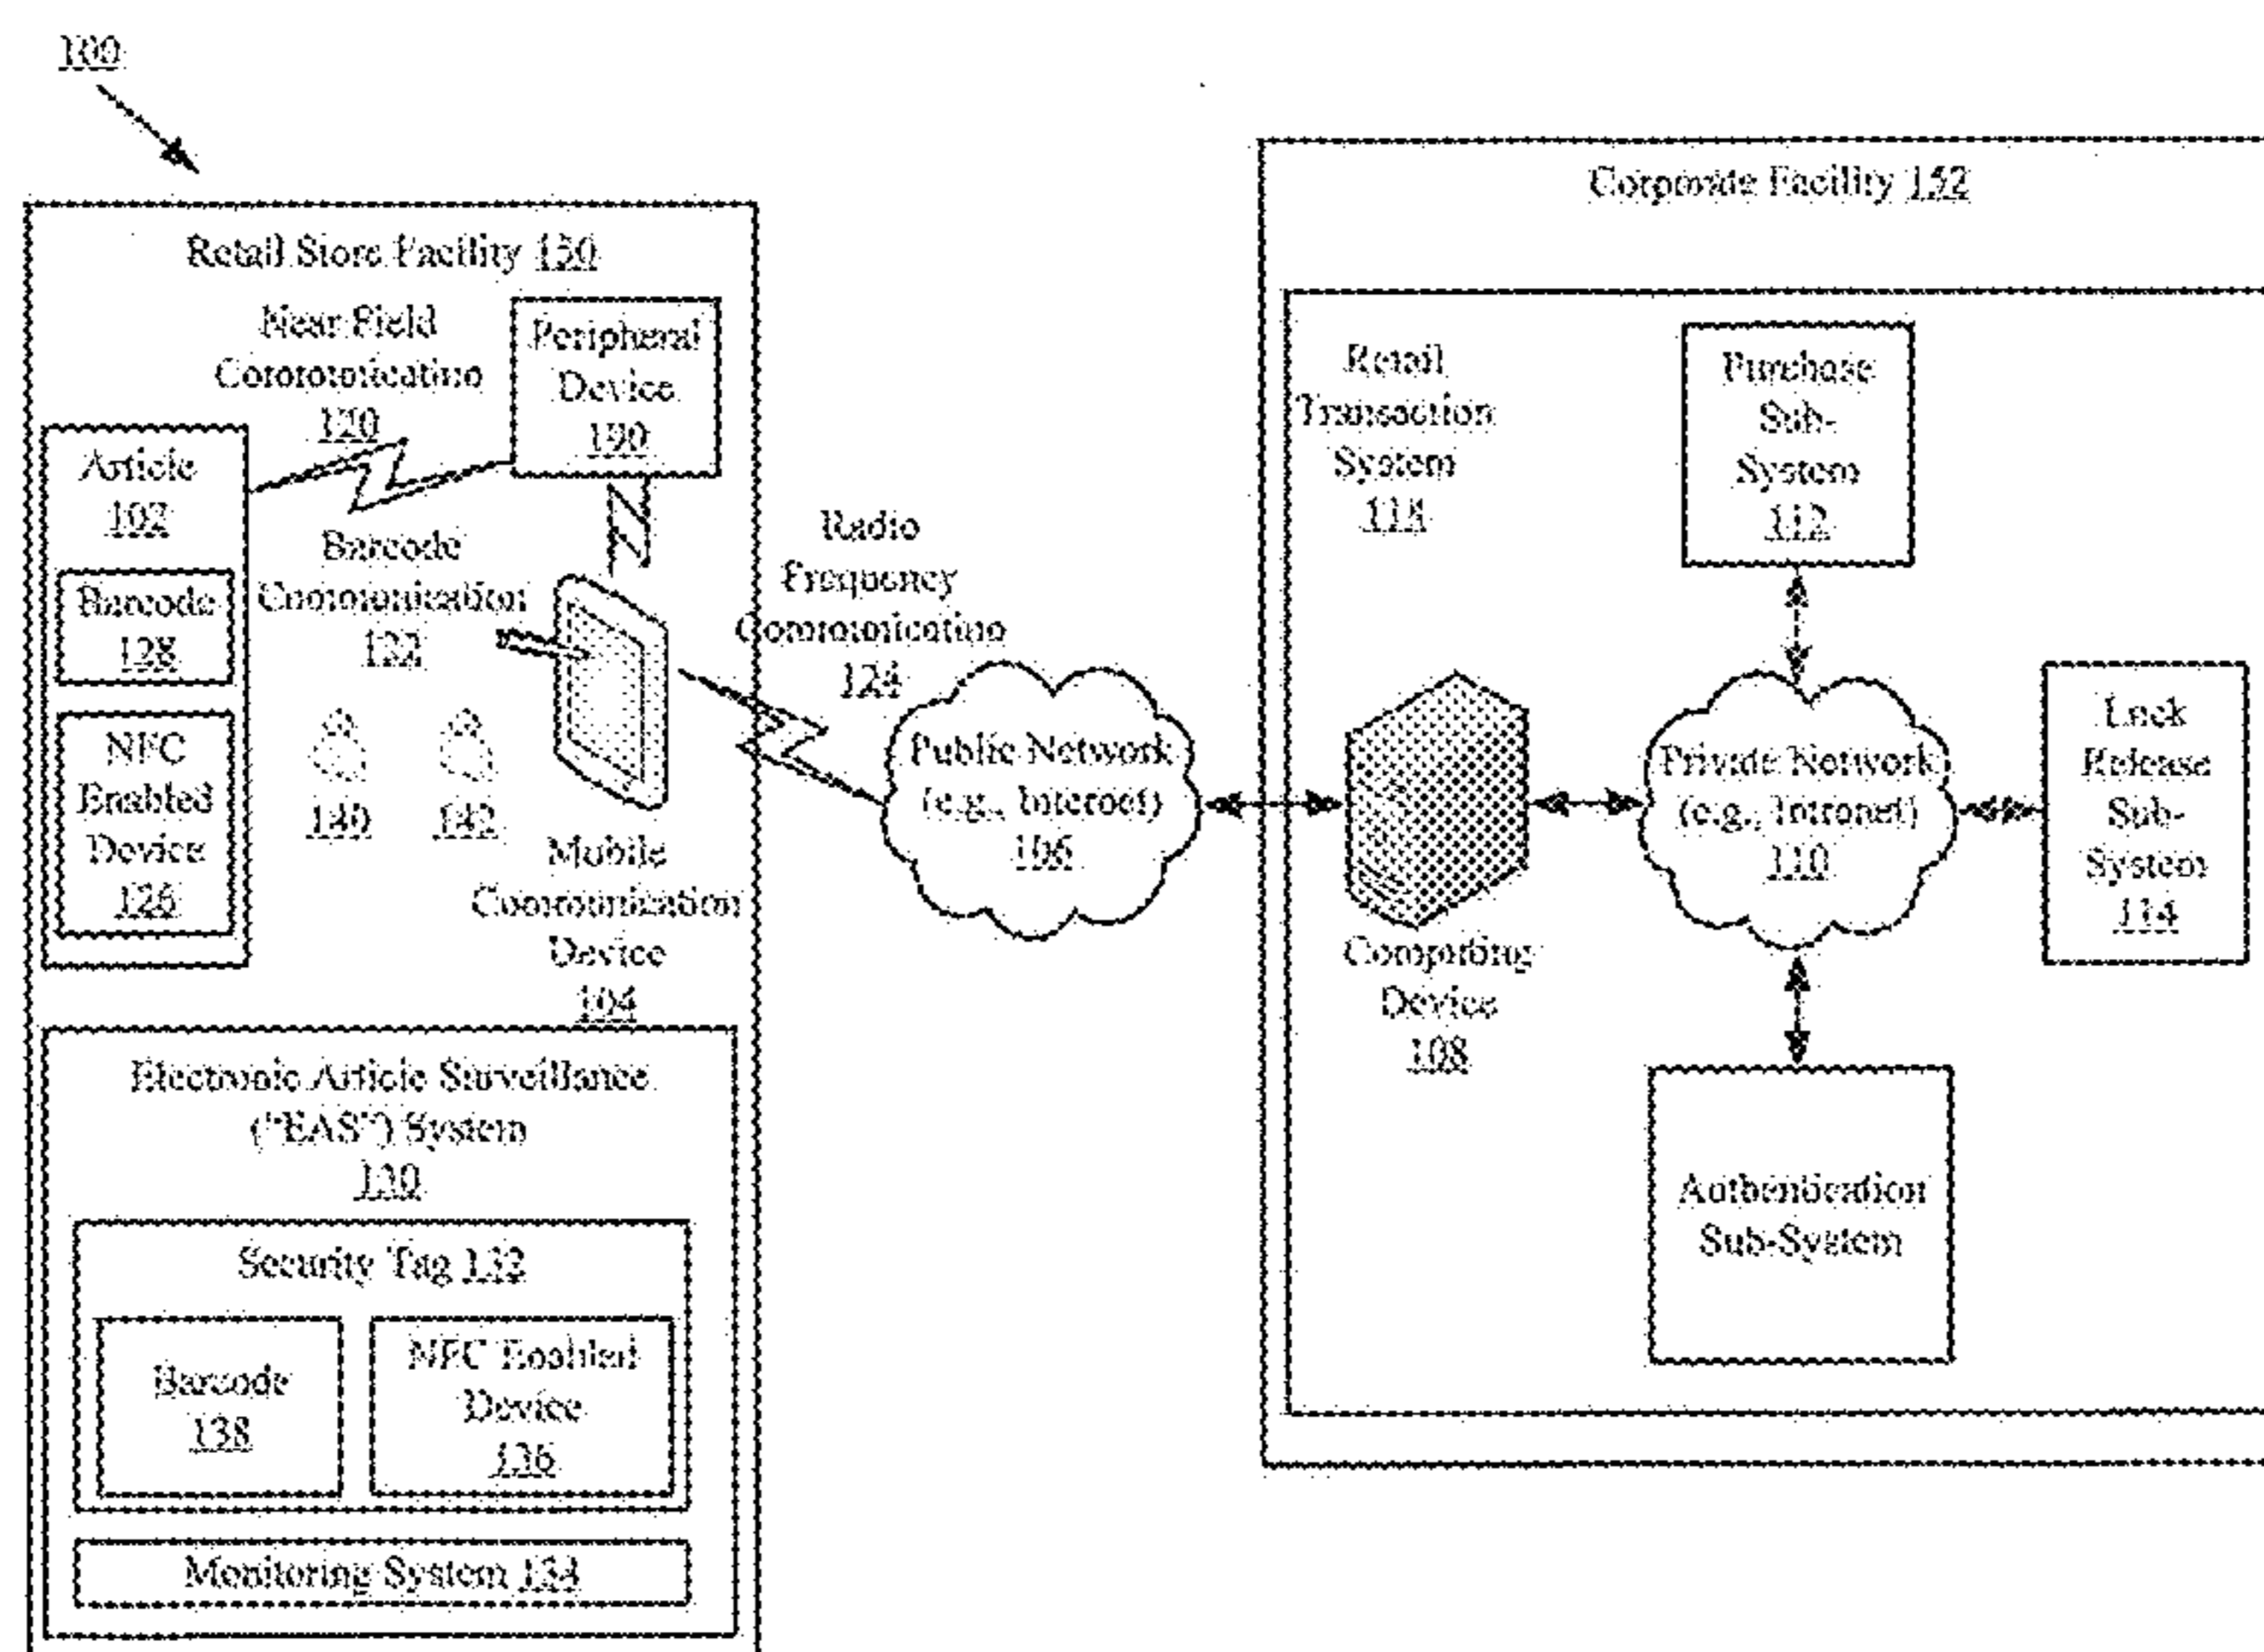 100
Retail Store Facility 150
Near Field
Communication
120
Peripheral
Device
190
Article
102
Barcode
128
NFC
Enabled
Device
126
Barcode
Communication
122
140
142
Mobile
Communication
Device
104
Radio
Frequency
Communication
124
Public Network
(e.g., Internet)
106
Electronic Article Surveillance
("EAS") System
130
Security Tag 132
Barcode
138
NFC Enabled
Device
136
Monitoring System 134
Corporate Facility 152
Retail
Transaction
System
118
Purchase
Sub-
System
112
Computing
Device
108
Private Network
(e.g., Intranet)
110
Lock
Release
Sub-
System
114
Authentication
Sub-System